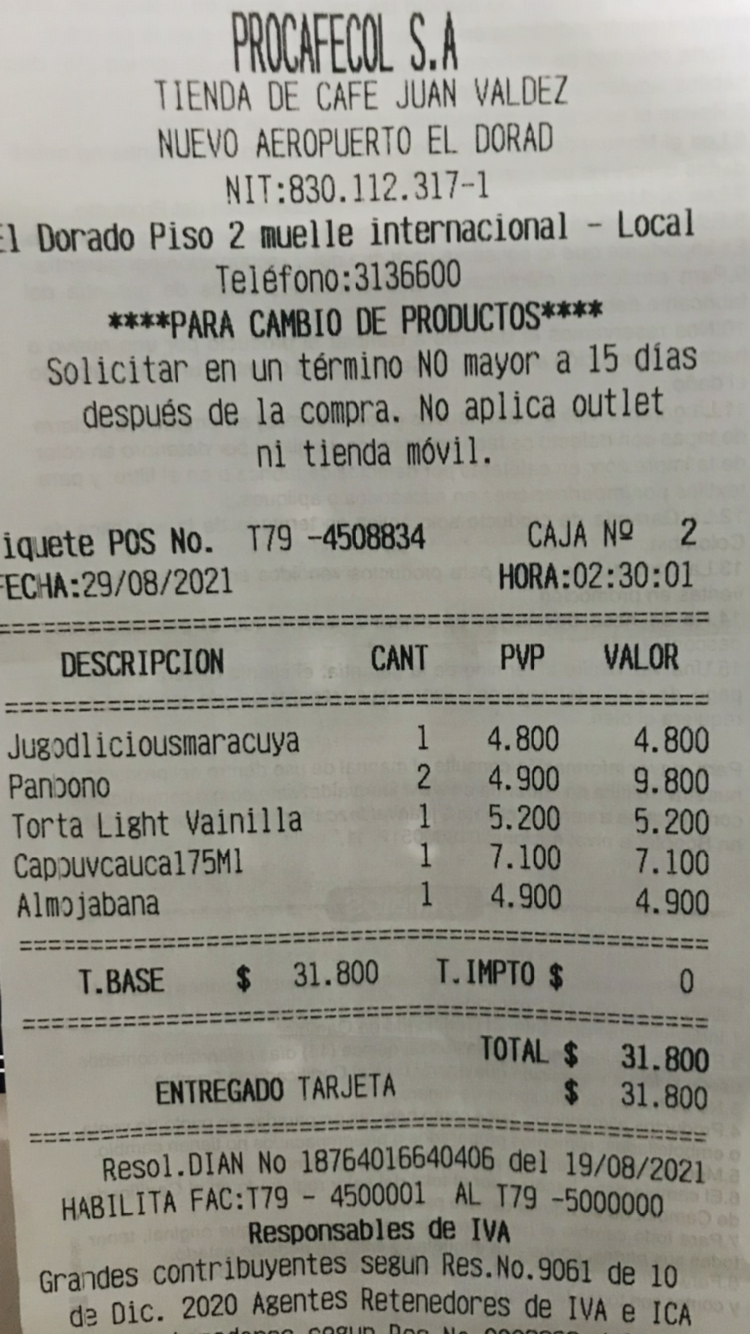 PROCAFECOL S.A
TIENDA DE CAFE JUAN VALDEZ
NUEVO AEROPUERTO EL DORAD
NIT:830.112.317-1
El Dorado Piso 2 muelle internacional - Local
Teléfono:3136600
****PARA CAMBIO DE PRODUCTOS****
Solicitar en un término NO mayor a 15 días
después de la compra. No aplica outlet
ni tienda móvil.
iquete POS No. T79 -4508834 CAJA Nº 2
FECHA:29/08/2021 HORA:02:30:01
DESCRIPCION CANT PVP VALOR
Jugodliciousmaracuya 1 4.800 4.800
Panbono 2 4.900 9.800
Torta Light Vainilla 1 5.200 5.200
Cappuvcauca175Ml 1 7.100 7.100
Almojabana 1 4.900 4.900
T.BASE $ 31.800 T.IMPTO $ 0
TOTAL $ 31.800
ENTREGADO TARJETA $ 31.800
Resol.DIAN No 18764016640406 del 19/08/2021
HABILITA FAC:T79 - 4500001 AL T79 -5000000
Responsables de IVA
Grandes contribuyentes segun Res.No.9061 de 10
de Dic. 2020 Agentes Retenedores de IVA e ICA